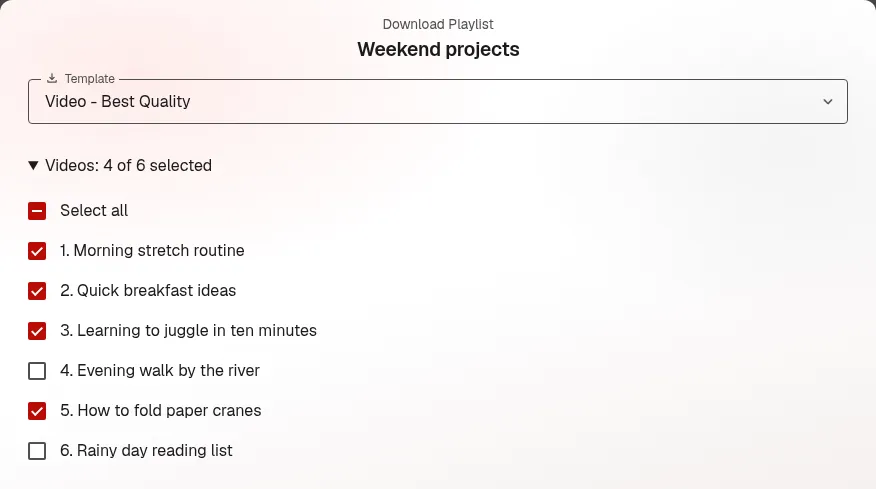 Download Playlist
Weekend projects
Template
Video - Best Quality
Videos: 4 of 6 selected
Select all
1. Morning stretch routine
2. Quick breakfast ideas
3. Learning to juggle in ten minutes
4. Evening walk by the river
5. How to fold paper cranes
6. Rainy day reading list